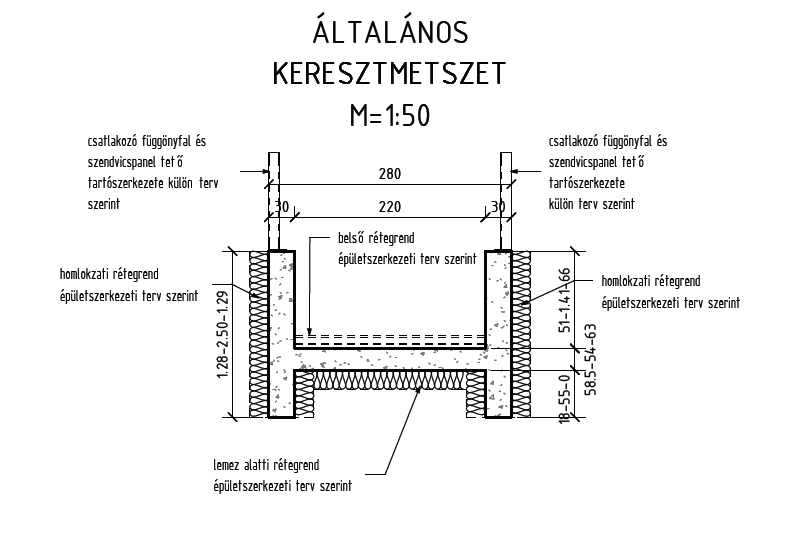 ÁLTALÁNOS
KERESZTMETSZET
M=1:50
csatlakozó függönyfal és
szendvicspanel tető
tartószerkezete külön terv
szerint
csatlakozó függönyfal és
szendvicspanel tető
tartószerkezete
külön terv szerint
280
30
220
30
belső rétegrend
épületszerkezeti terv szerint
homlokzati rétegrend
épületszerkezeti terv szerint
homlokzati rétegrend
épületszerkezeti terv szerint
1.28-2.50-1.29
51-1.41-66
58.5-54-63
18-55-0
lemez alatti rétegrend
épületszerkezeti terv szerint